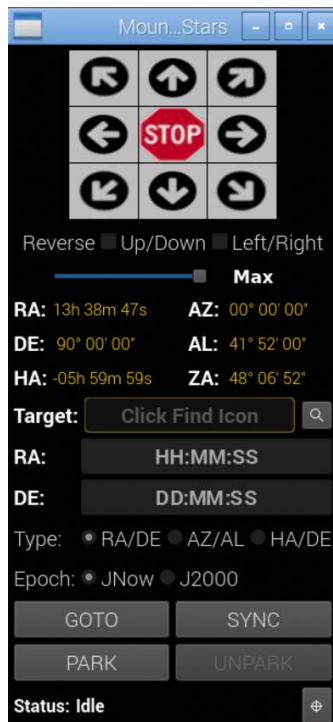 Moun...Stars
STOP
Reverse Up/Down Left/Right
Max
RA: 13h 38m 47s AZ: 00° 00' 00"
DE: 90° 00' 00" AL: 41° 52' 00"
HA: -05h 59m 59s ZA: 48° 06' 52"
Target: Click Find Icon
RA: HH:MM:SS
DE: DD:MM:SS
Type: RA/DE AZ/AL HA/DE
Epoch: JNow J2000
GOTO SYNC
PARK UNPARK
Status: Idle